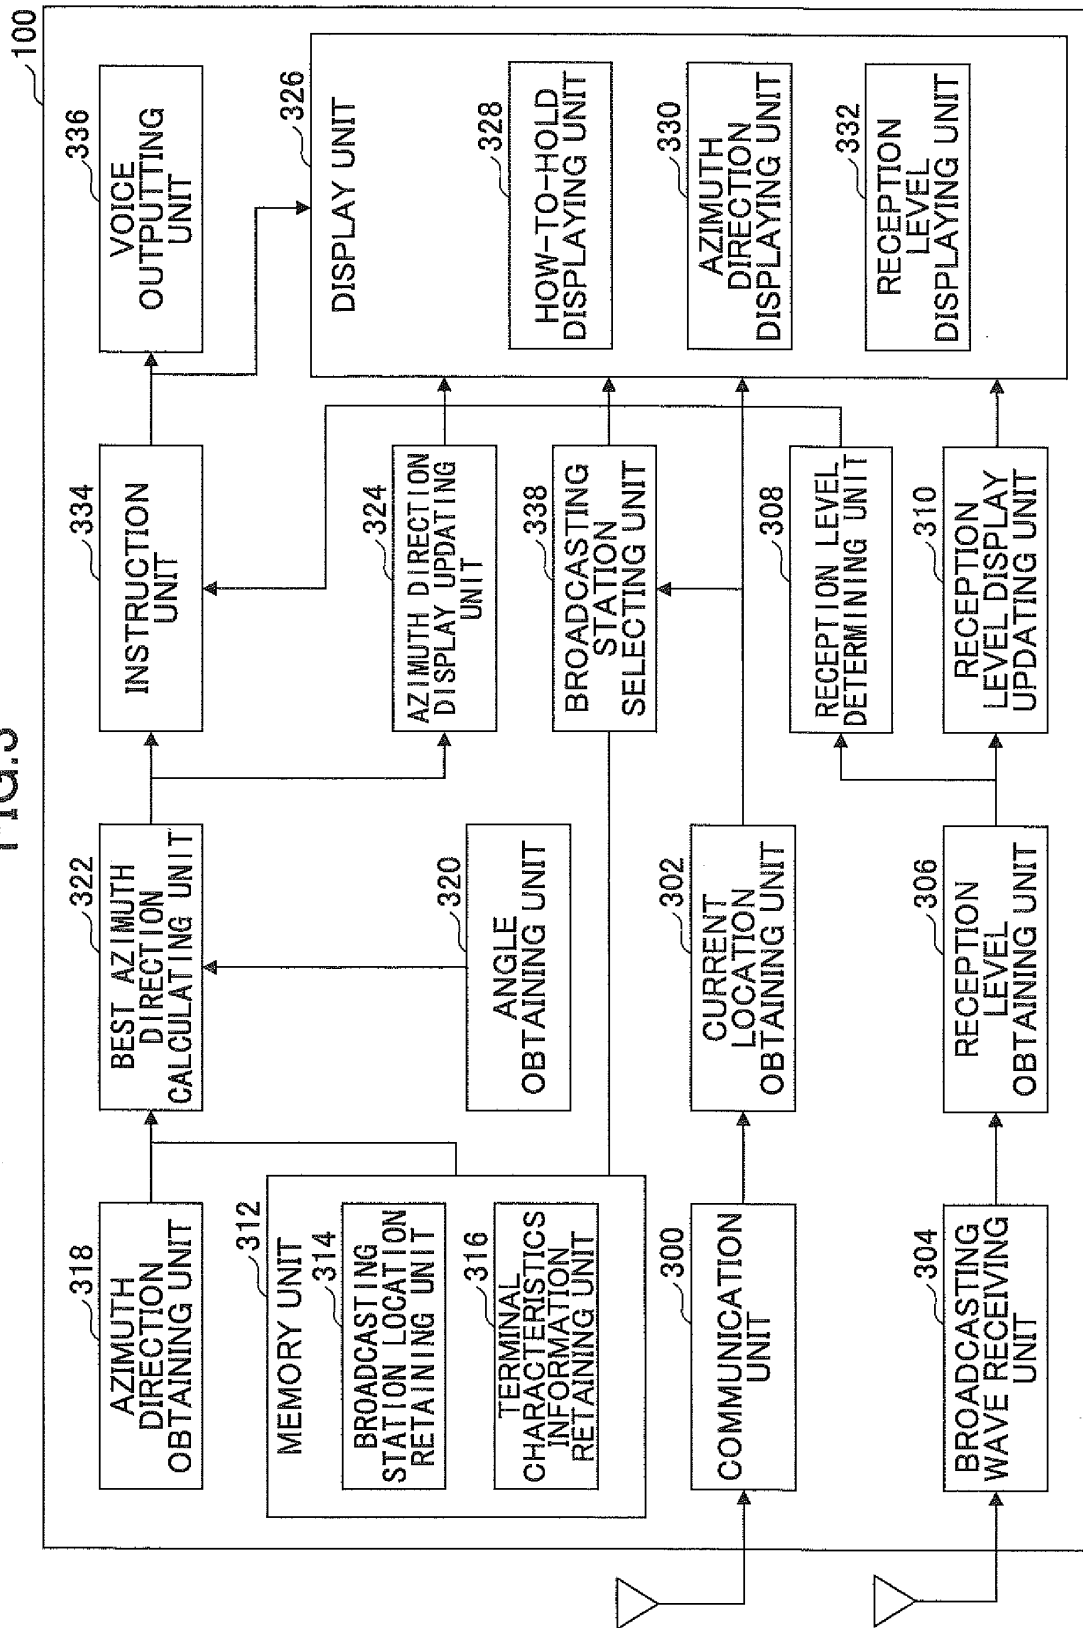 FIG.3
100
318
AZIMUTH
DIRECTION
OBTAINING UNIT
322
BEST AZIMUTH
DIRECTION
CALCULATING UNIT
334
INSTRUCTION
UNIT
336
VOICE
OUTPUTTING
UNIT
312
MEMORY UNIT
314
BROADCASTING
STATION LOCATION
RETAINING UNIT
316
TERMINAL
CHARACTERISTICS
INFORMATION
RETAINING UNIT
320
ANGLE
OBTAINING UNIT
324
AZIMUTH DIRECTION
DISPLAY UPDATING
UNIT
338
BROADCASTING
STATION
SELECTING UNIT
326
DISPLAY UNIT
328
HOW-TO-HOLD
DISPLAYING UNIT
330
AZIMUTH
DIRECTION
DISPLAYING UNIT
332
RECEPTION
LEVEL
DISPLAYING UNIT
300
COMMUNICATION
UNIT
302
CURRENT
LOCATION
OBTAINING UNIT
308
RECEPTION LEVEL
DETERMINING UNIT
304
BROADCASTING
WAVE RECEIVING
UNIT
306
RECEPTION
LEVEL
OBTAINING UNIT
310
RECEPTION
LEVEL DISPLAY
UPDATING UNIT